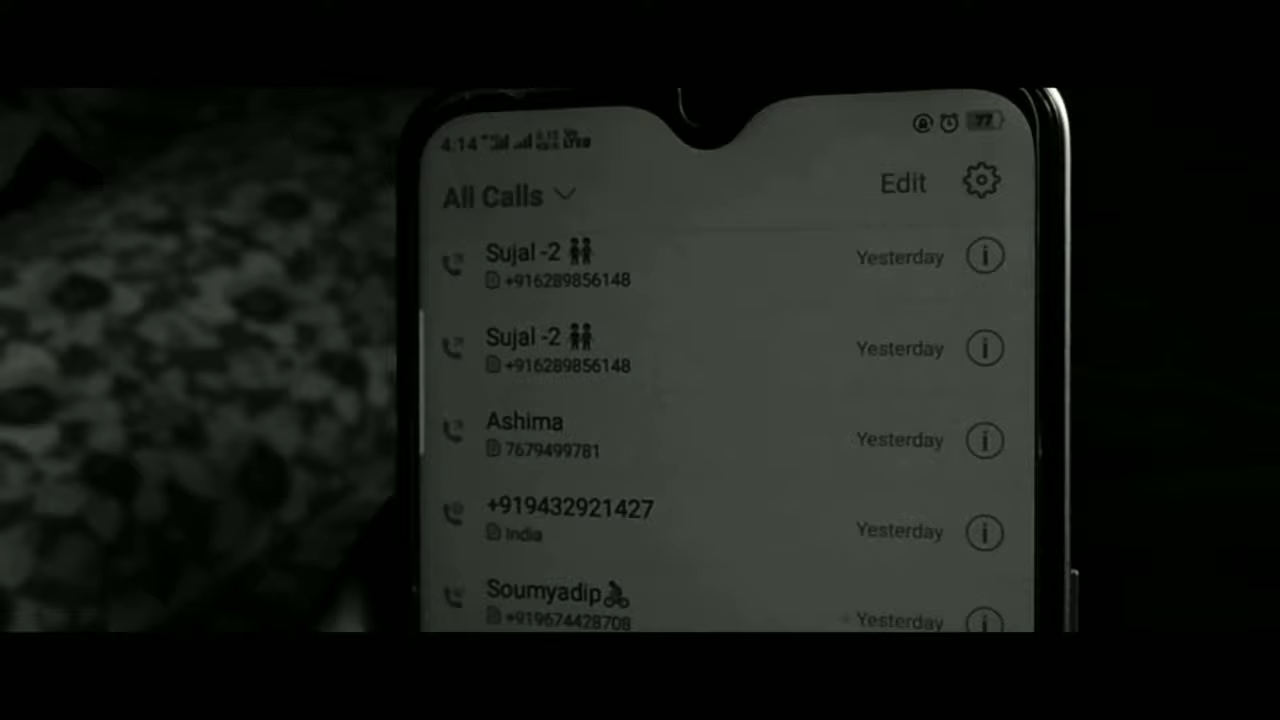 4:14
77
All Calls
Edit
Sujal -2
Yesterday
+916289856148
Sujal -2
Yesterday
+916289856148
Ashima
Yesterday
7679499781
+919432921427
Yesterday
India
Soumyadip
Yesterday
+919674428708